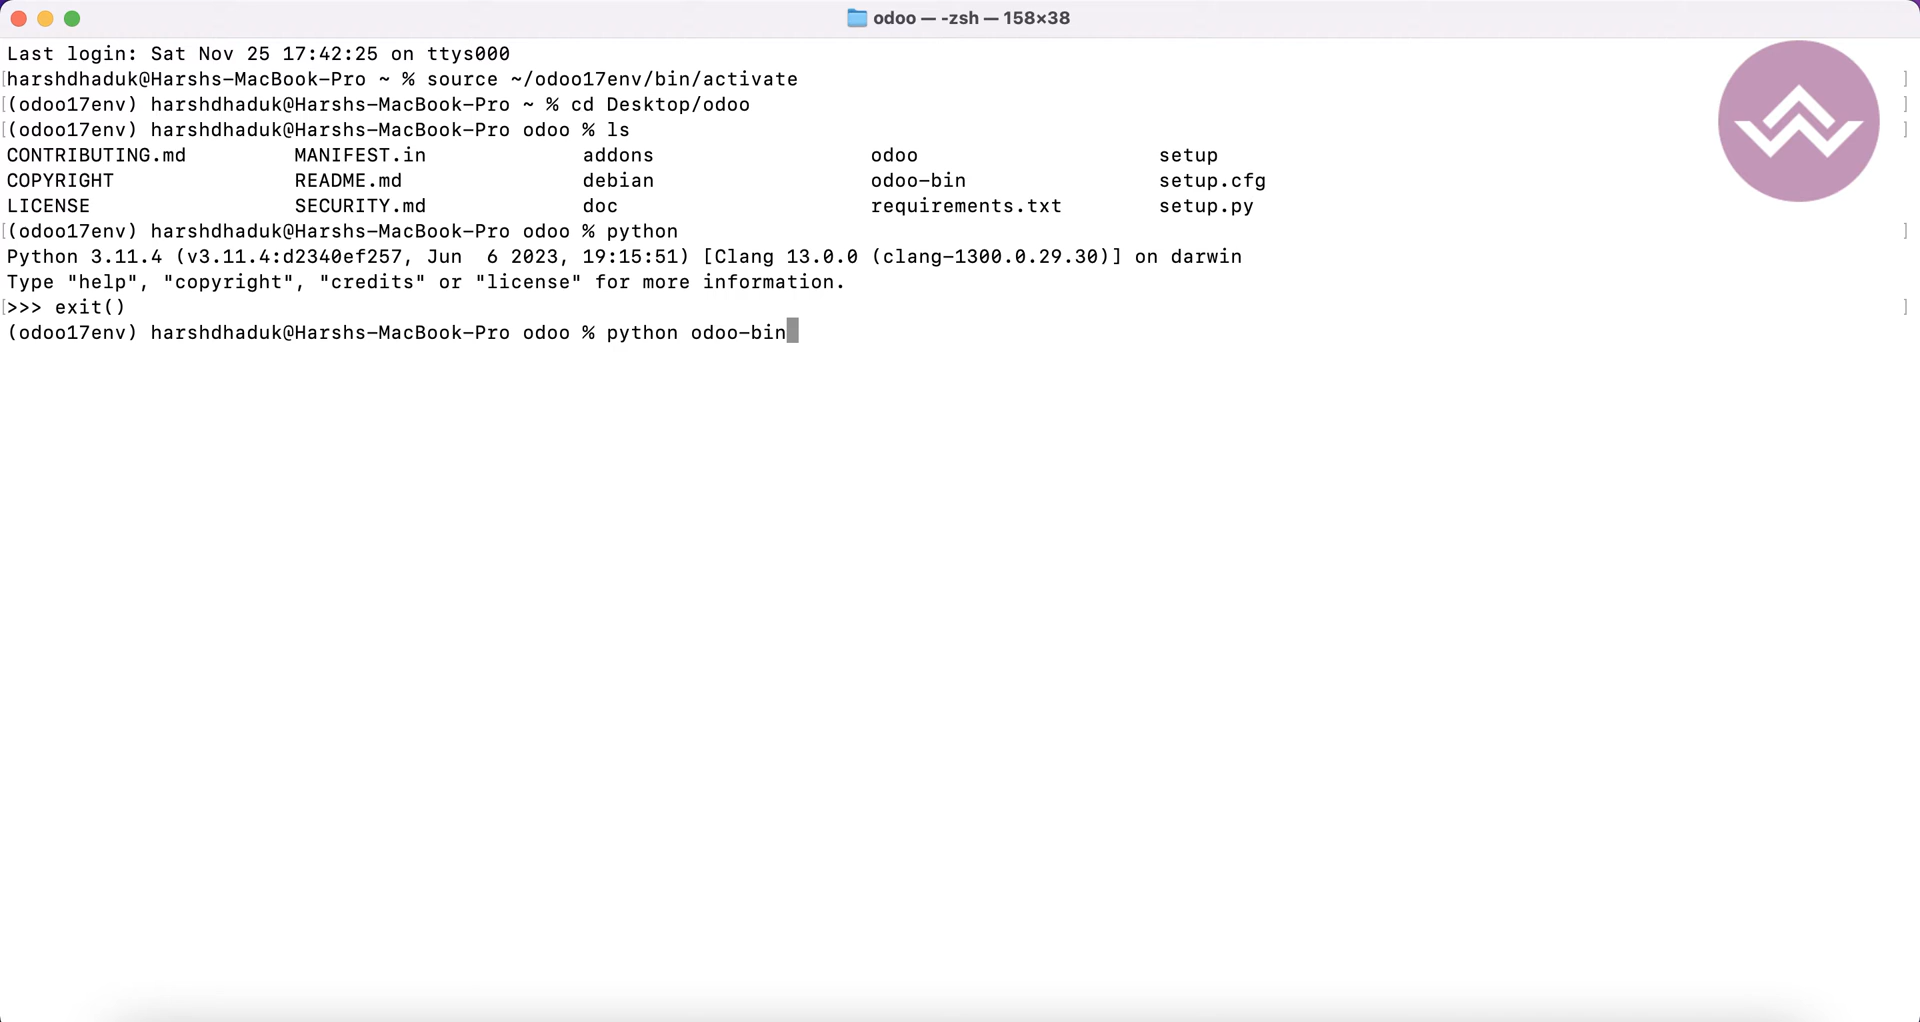 odoo — -zsh — 158×38
Last login: Sat Nov 25 17:42:25 on ttys000
[harshdhaduk@Harshs-MacBook-Pro ~ % source ~/odoo17env/bin/activate ]
[(odoo17env) harshdhaduk@Harshs-MacBook-Pro ~ % cd Desktop/odoo ]
[(odoo17env) harshdhaduk@Harshs-MacBook-Pro odoo % ls ]
CONTRIBUTING.md MANIFEST.in addons odoo setup
COPYRIGHT README.md debian odoo-bin setup.cfg
LICENSE SECURITY.md doc requirements.txt setup.py
[(odoo17env) harshdhaduk@Harshs-MacBook-Pro odoo % python ]
Python 3.11.4 (v3.11.4:d2340ef257, Jun  6 2023, 19:15:51) [Clang 13.0.0 (clang-1300.0.29.30)] on darwin
Type "help", "copyright", "credits" or "license" for more information.
[>>> exit() ]
(odoo17env) harshdhaduk@Harshs-MacBook-Pro odoo % python odoo-bin